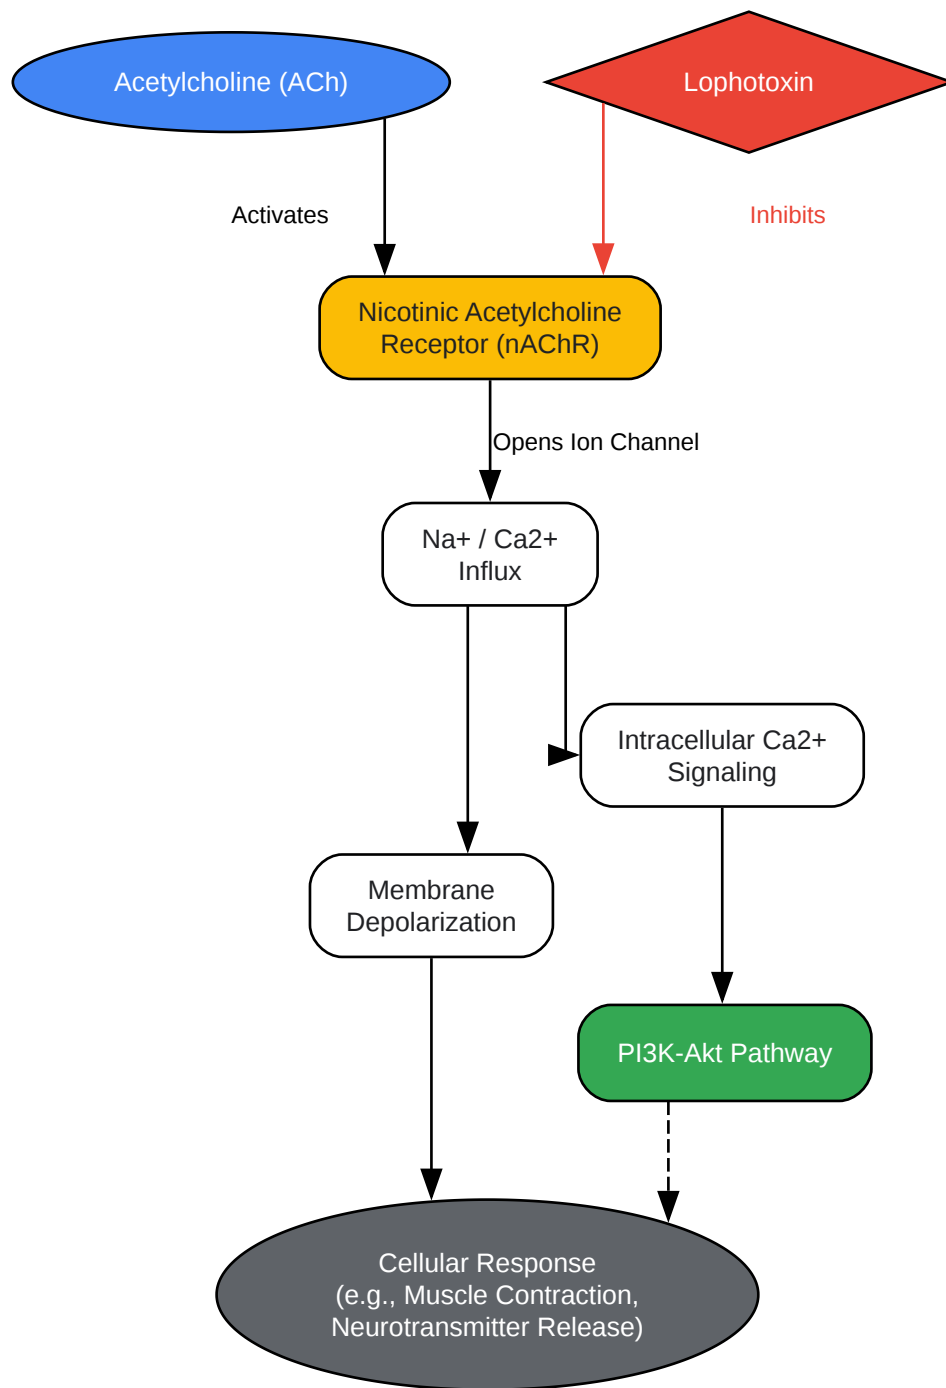 Acetylcholine (ACh)
Lophotoxin
Activates
Inhibits
Nicotinic Acetylcholine
Receptor (nAChR)
Opens Ion Channel
Na+ / Ca2+
Influx
Intracellular Ca2+
Signaling
Membrane
Depolarization
PI3K-Akt Pathway
Cellular Response
(e.g., Muscle Contraction,
Neurotransmitter Release)